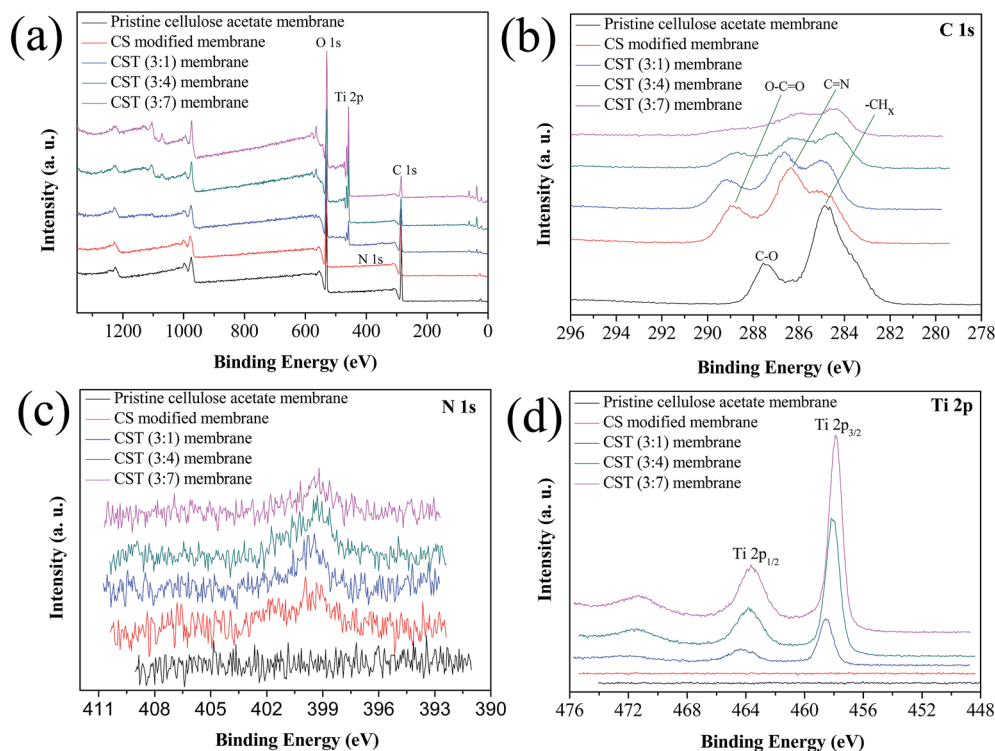 (a)
Pristine cellulose acetate membrane
CS modified membrane
CST (3:1) membrane
CST (3:4) membrane
CST (3:7) membrane
O 1s
Ti 2p
C 1s
N 1s
Intensity (a. u.)
1200 1000 800 600 400 200 0
Binding Energy (eV)
(b)
Pristine cellulose acetate membrane
CS modified membrane
CST (3:1) membrane
CST (3:4) membrane
CST (3:7) membrane
C 1s
O-C=O
C=N
-CHX
C-O
Intensity (a. u.)
296 294 292 290 288 286 284 282 280 278
Binding Energy (eV)
(c)
Pristine cellulose acetate membrane
CS modified membrane
CST (3:1) membrane
CST (3:4) membrane
CST (3:7) membrane
N 1s
Intensity (a. u.)
411 408 405 402 399 396 393 390
Binding Energy (eV)
(d)
Pristine cellulose acetate membrane
CS modified membrane
CST (3:1) membrane
CST (3:4) membrane
CST (3:7) membrane
Ti 2p
Ti 2p3/2
Ti 2p1/2
Intensity (a. u.)
476 472 468 464 460 456 452 448
Binding Energy (eV)